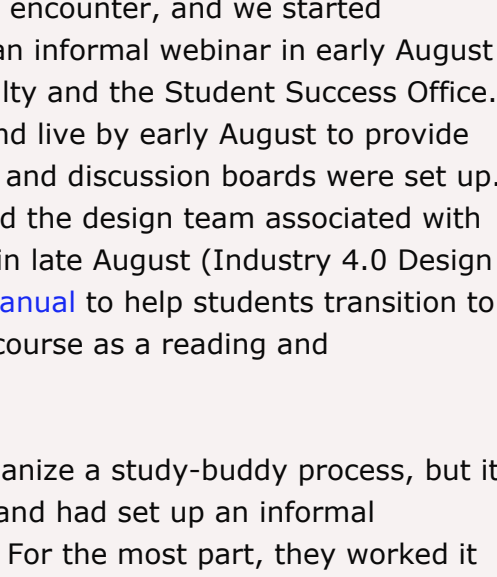 encounter, and we started
an informal webinar in early August
lty and the Student Success Office.
nd live by early August to provide
and discussion boards were set up.
d the design team associated with
in late August (Industry 4.0 Design
anual to help students transition to
course as a reading and
anize a study-buddy process, but it
and had set up an informal
For the most part, they worked it